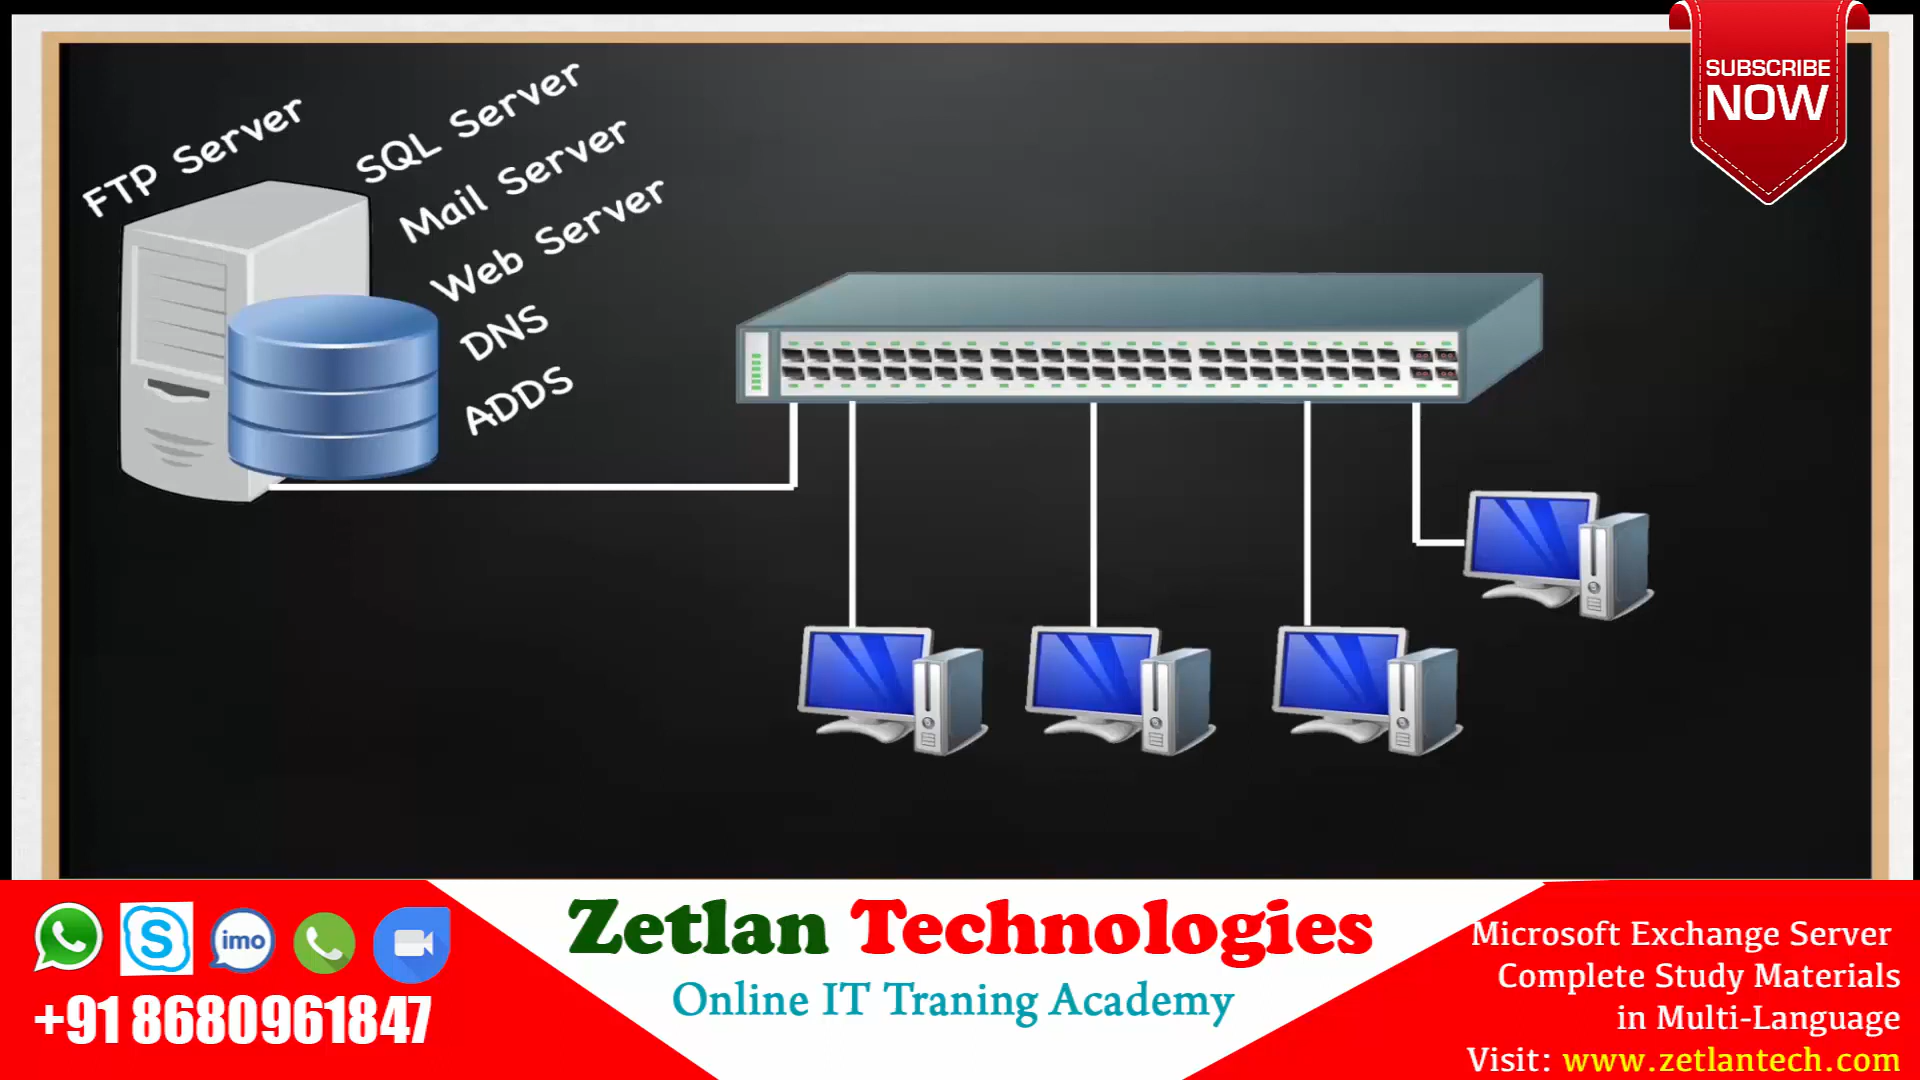 FTP Server
SQL Server
Mail Server
Web Server
DNS
ADDS
SUBSCRIBE
NOW
imo
+91 8680961847
Zetlan Technologies
Online IT Traning Academy
Microsoft Exchange Server
Complete Study Materials
in Multi-Language
Visit: www.zetlantech.com